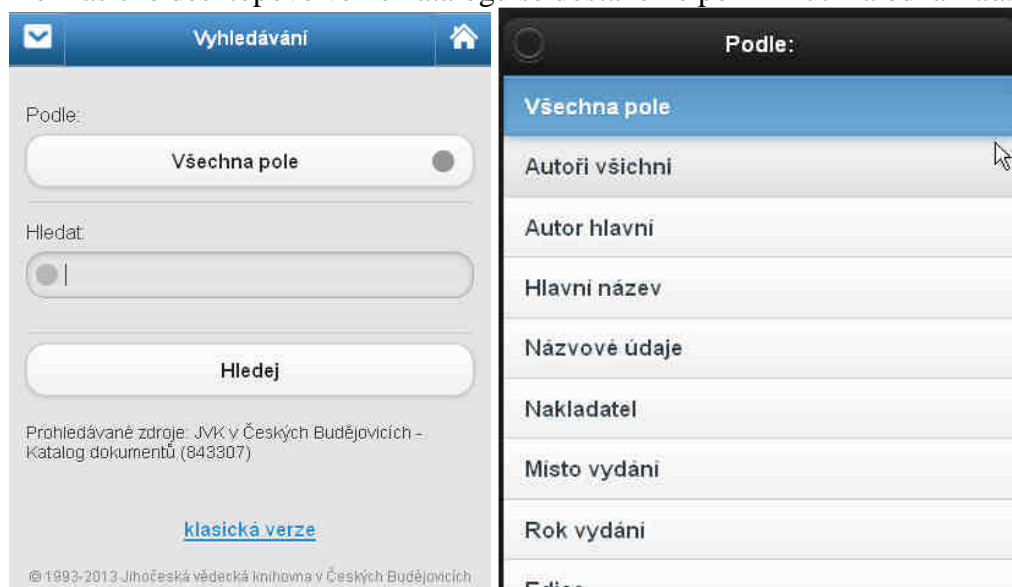 Vyhledávání
Podle:
Všechna pole
Hledat:
Hledej
Prohledávané zdroje: JVK v Českých Budějovicích -
Katalog dokumentů (843307)
klasická verze
© 1993-2013 Jihočeská vědecká knihovna v Českých Budějovicích
Podle:
Všechna pole
Autoři všichni
Autor hlavní
Hlavní název
Názvové údaje
Nakladatel
Místo vydání
Rok vydání